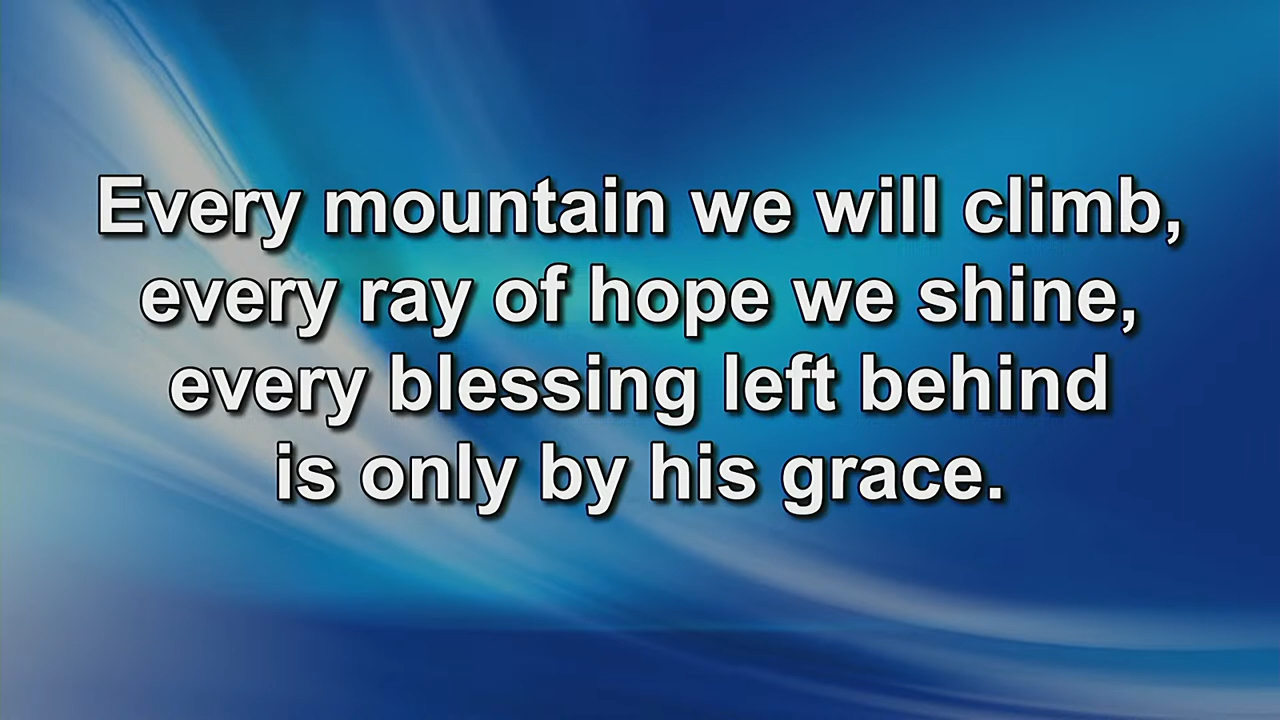 Every mountain we will climb,
every ray of hope we shine,
every blessing left behind
is only by his grace.